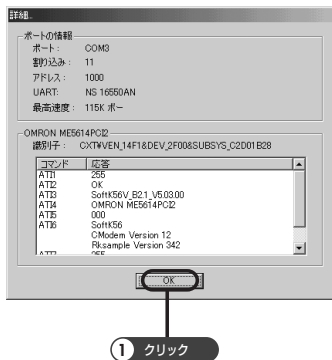 詳細..
ポートの情報
ポート： COM3
割り込み： 11
アドレス： 1000
UART: NS 16550AN
最高速度： 115K ボー
OMRON ME5614PCI2
識別子： CXT¥VEN_14F1&DEV_2F00&SUBSYS_C2D01B28
コマンド 応答
ATI1 255
ATI2 OK
ATI3 SoftK56V_B2.1_V5.03.00
ATI4 OMRON ME5614PCI2
ATI5 000
ATI6 SoftK56
CModem Version 12
Rksample Version 342
ATI7 255
OK
1 クリック